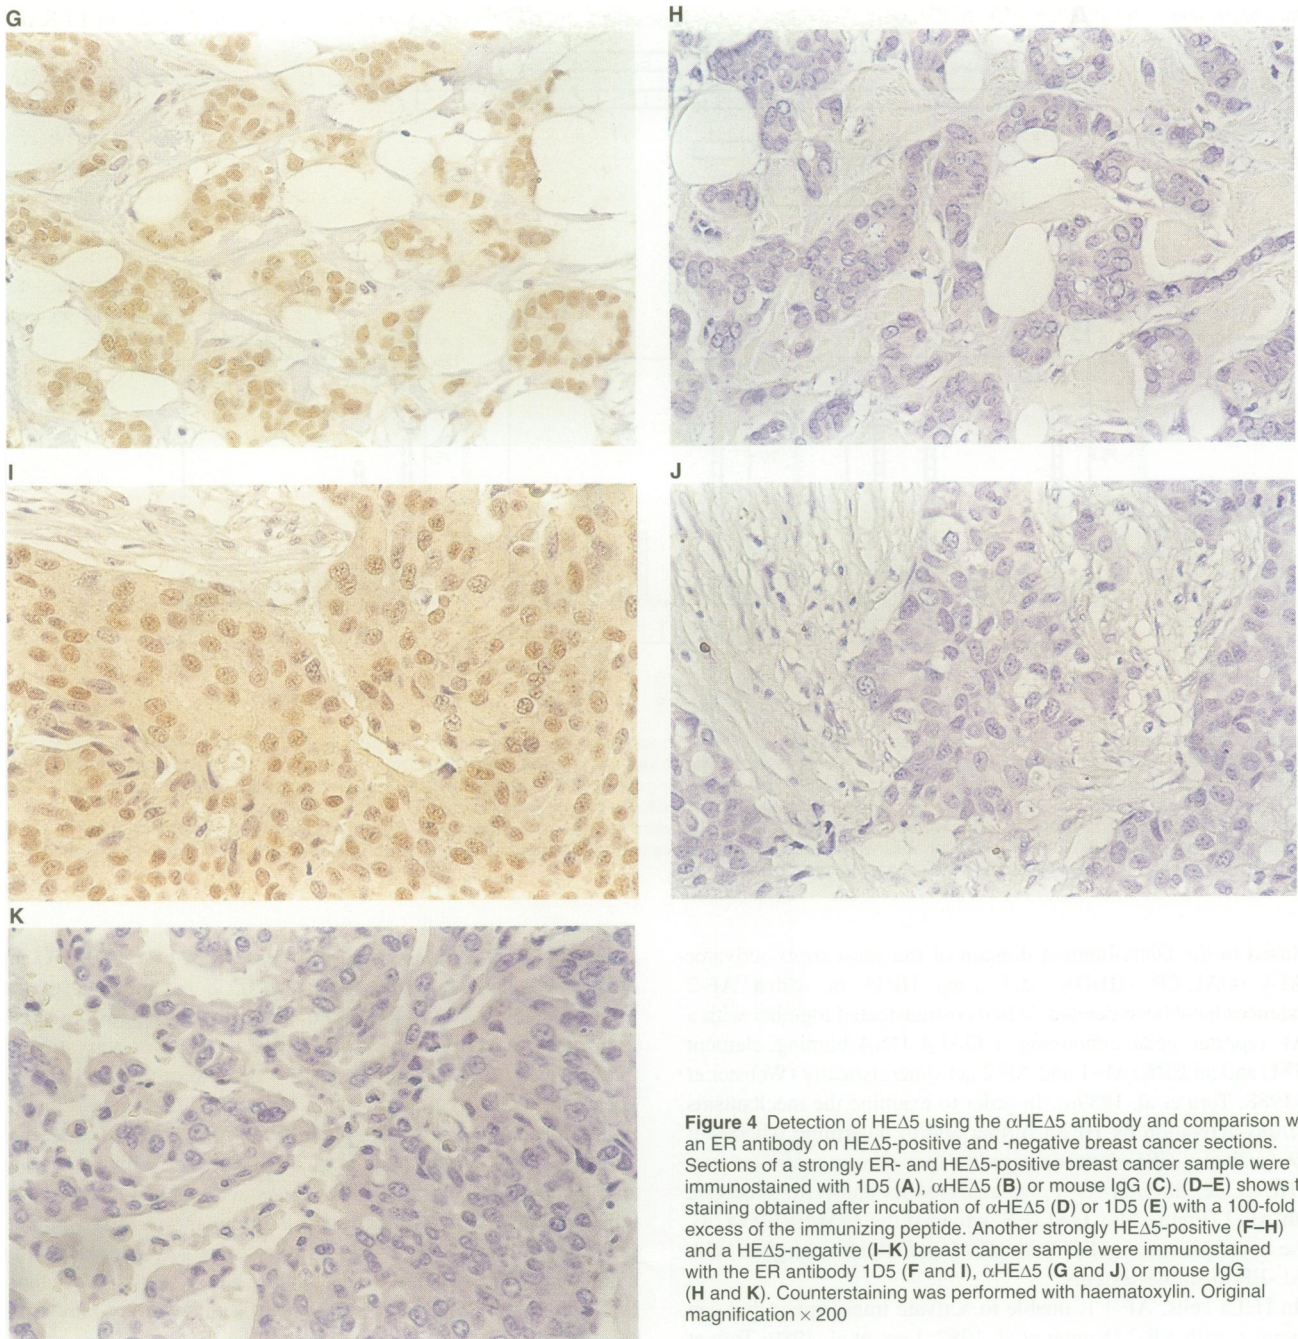 G
H
I
J
K
Figure 4 Detection of HEΔ5 using the αHEΔ5 antibody and comparison w
an ER antibody on HEΔ5-positive and -negative breast cancer sections.
Sections of a strongly ER- and HEΔ5-positive breast cancer sample were
immunostained with 1D5 (A), αHEΔ5 (B) or mouse IgG (C). (D–E) shows t
staining obtained after incubation of αHEΔ5 (D) or 1D5 (E) with a 100-fold
excess of the immunizing peptide. Another strongly HEΔ5-positive (F–H)
and a HEΔ5-negative (I–K) breast cancer sample were immunostained
with the ER antibody 1D5 (F and I), αHEΔ5 (G and J) or mouse IgG
(H and K). Counterstaining was performed with haematoxylin. Original
magnification × 200